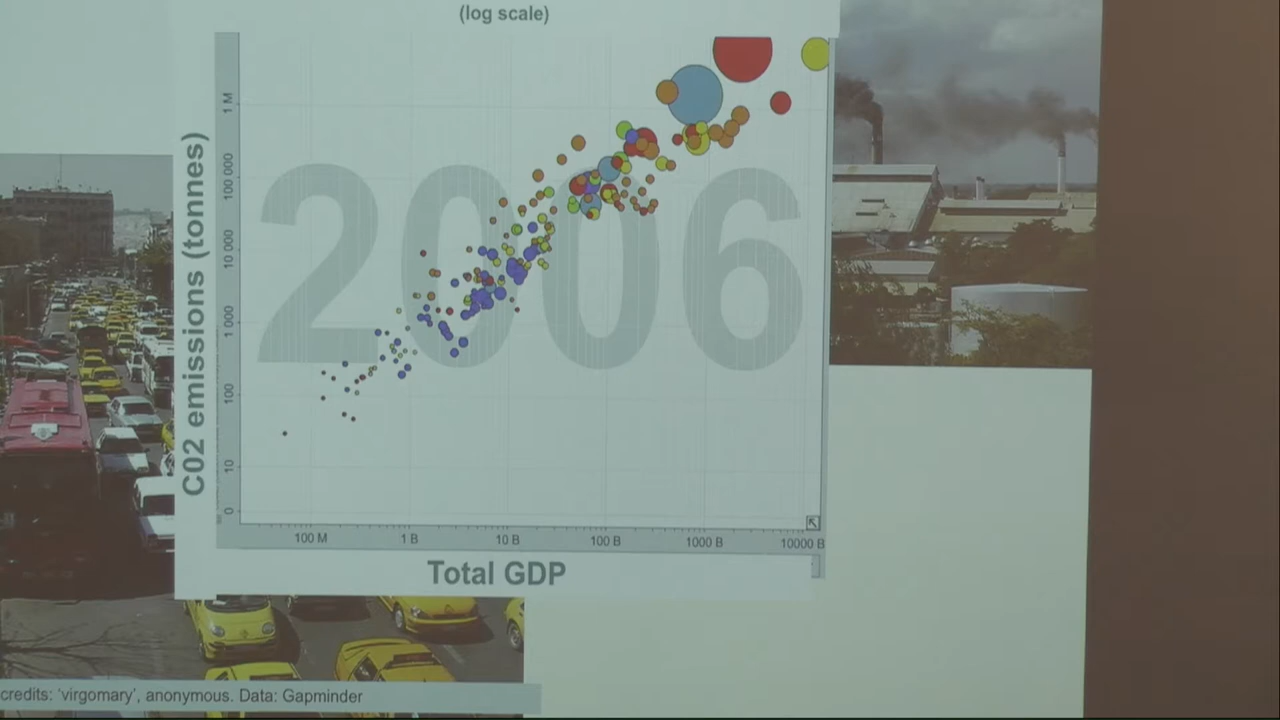 (log scale)
2006
C02 emissions (tonnes)
1 M
100 000
10 000
1 000
100
10
0
100 M
1 B
10 B
100 B
1000 B
10000 B
Total GDP
credits: ‘virgomary’, anonymous. Data: Gapminder